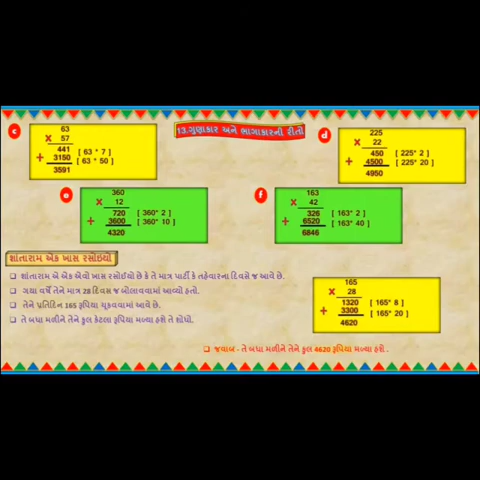 13.ગુણાકાર અને ભાગાકારની રીતો
c
63
x 57
441 [ 63 * 7 ]
+ 3150 [ 63 * 50 ]
3591
d
225
x 22
450 [ 225* 2 ]
+ 4500 [ 225* 20 ]
4950
e
360
x 12
720 [ 360* 2 ]
+ 3600 [ 360* 10 ]
4320
f
163
x 42
326 [ 163* 2 ]
+ 6520 [ 163* 40 ]
6846
શાંતારામ એક ખાસ રસોઈયો
શાંતારામ એ એક એવો ખાસ રસોઈયો છે કે તે માત્ર પાર્ટી કે તહેવારના દિવસે જ આવે છે.
ગયા વર્ષે તેને માત્ર 28 દિવસ જ બોલાવવામાં આવ્યો હતો.
તેને પ્રતિદિન 165 રૂપિયા ચૂકવવામાં આવે છે.
તે બધા મળીને તેને કુલ કેટલા રૂપિયા મળ્યા હશે તે શોધો.
165
x 28
1320 [ 165* 8 ]
+ 3300 [ 165* 20 ]
4620
જવાબ - તે બધા મળીને તેને કુલ 4620 રૂપિયા મળ્યા હશે .